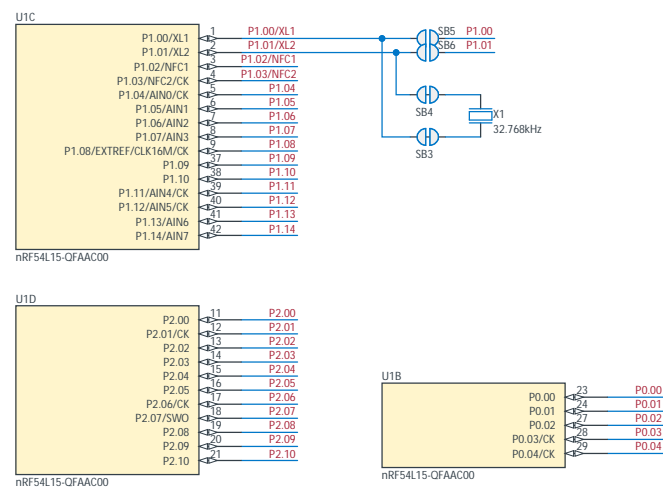 U1C
P1.00/XL1 1 P1.00/XL1 SB5 P1.00
P1.01/XL2 2 P1.01/XL2 SB6 P1.01
P1.02/NFC1 3 P1.02/NFC1
P1.03/NFC2/CK 4 P1.03/NFC2
P1.04/AIN0/CK 5 P1.04
P1.05/AIN1 6 P1.05
P1.06/AIN2 7 P1.06
P1.07/AIN3 8 P1.07
P1.08/EXTREF/CLK16M/CK 9 P1.08
P1.09 37 P1.09
P1.10 38 P1.10
P1.11/AIN4/CK 39 P1.11
P1.12/AIN5/CK 40 P1.12
P1.13/AIN6 41 P1.13
P1.14/AIN7 42 P1.14
nRF54L15-QFAAC00
SB4
X1
32.768kHz
SB3
U1D
P2.00 11 P2.00
P2.01/CK 12 P2.01
P2.02 13 P2.02
P2.03 14 P2.03
P2.04 15 P2.04
P2.05 16 P2.05
P2.06/CK 17 P2.06
P2.07/SWO 18 P2.07
P2.08 19 P2.08
P2.09 20 P2.09
P2.10 21 P2.10
nRF54L15-QFAAC00
U1B
P0.00 23 P0.00
P0.01 24 P0.01
P0.02 27 P0.02
P0.03/CK 28 P0.03
P0.04/CK 29 P0.04
nRF54L15-QFAAC00